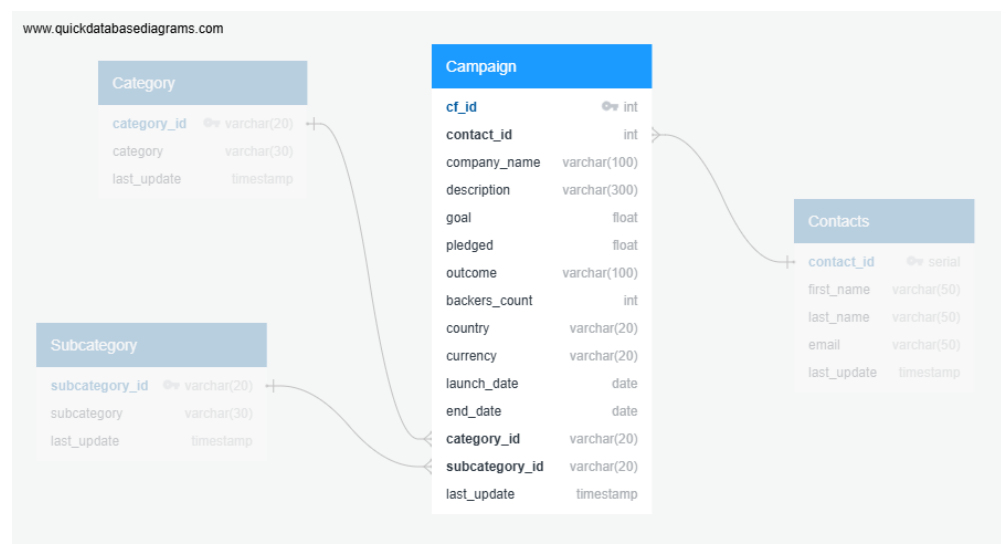 www.quickdatabasediagrams.com
Category
category_id varchar(20)
category varchar(30)
last_update timestamp
Subcategory
subcategory_id varchar(20)
subcategory varchar(30)
last_update timestamp
Campaign
cf_id int
contact_id int
company_name varchar(100)
description varchar(300)
goal float
pledged float
outcome varchar(100)
backers_count int
country varchar(20)
currency varchar(20)
launch_date date
end_date date
category_id varchar(20)
subcategory_id varchar(20)
last_update timestamp
Contacts
contact_id serial
first_name varchar(50)
last_name varchar(50)
email varchar(50)
last_update timestamp